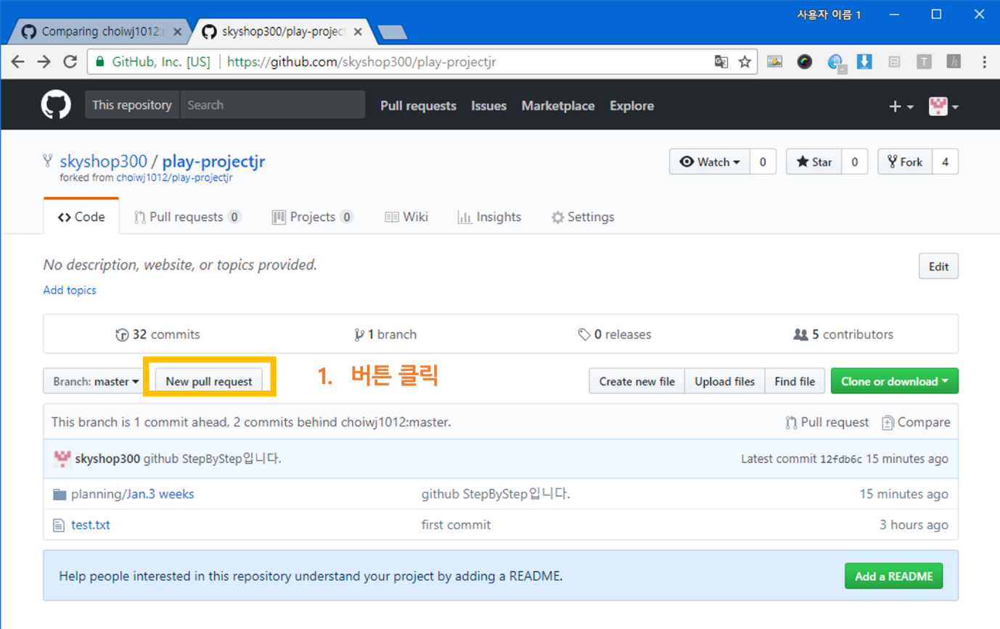 사용자 이름 1
Comparing choiwj1012:r
skyshop300/play-project
GitHub, Inc. [US] https://github.com/skyshop300/play-projectjr
This repository Search Pull requests Issues Marketplace Explore
skyshop300 / play-projectjr
Watch 0 Star 0 Fork 4
forked from choiwj1012/play-projectjr
Code Pull requests 0 Projects 0 Wiki Insights Settings
No description, website, or topics provided.
Edit
Add topics
32 commits 1 branch 0 releases 5 contributors
Branch: master New pull request 1. 버튼 클릭 Create new file Upload files Find file Clone or download
This branch is 1 commit ahead, 2 commits behind choiwj1012:master. Pull request Compare
skyshop300 github StepByStep입니다. Latest commit 12fdb6c 15 minutes ago
planning/Jan.3 weeks github StepByStep입니다. 15 minutes ago
test.txt first commit 3 hours ago
Help people interested in this repository understand your project by adding a README. Add a README